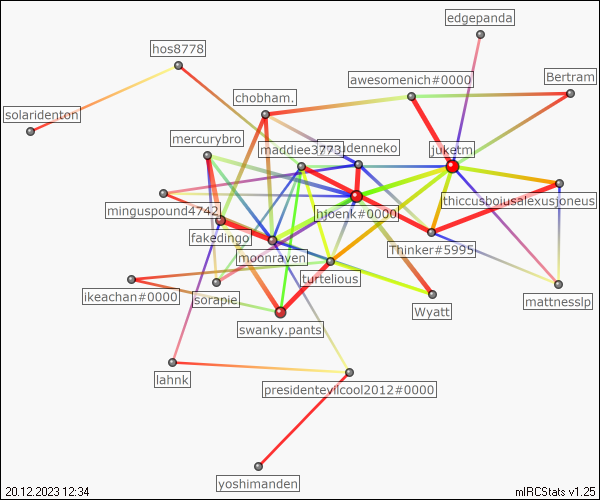 edgepanda
hos8778
awesomenich#0000
Bertram
chobham.
solaridenton
mercurybro
juketm
maddiee3773
denneko
thiccusboiusalexusjoneus
minguspound4742
hjoenk#0000
fakedingo
Thinker#5995
moonraven
turtelious
ikeachan#0000
sorapie
mattnesslp
Wyatt
swanky.pants
lahnk
presidentevilcool2012#0000
yoshimanden
20.12.2023 12:34
mIRCStats v1.25